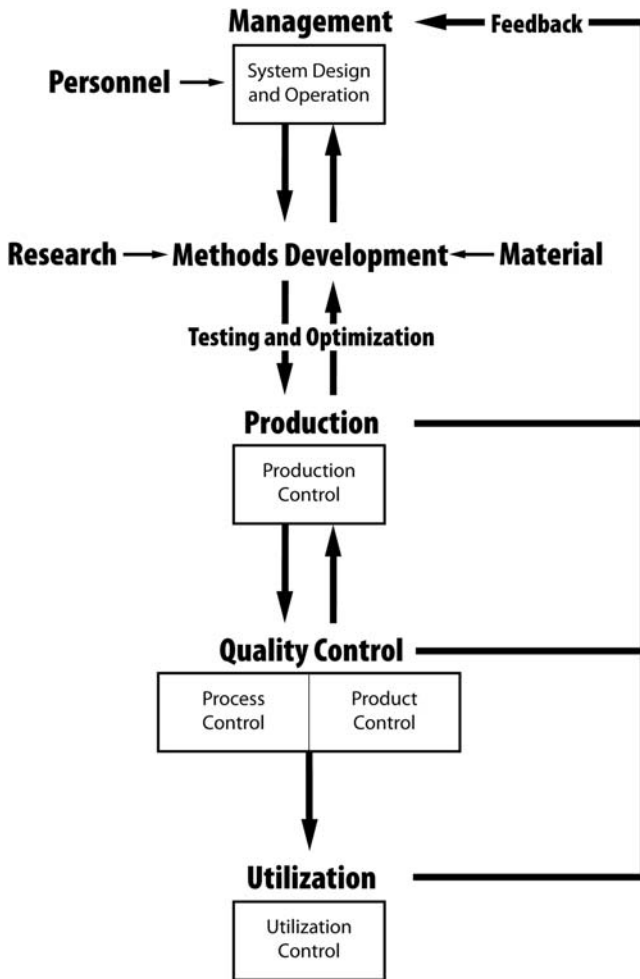 Management
Feedback
Personnel
System Design
and Operation
Research
Methods Development
Material
Testing and Optimization
Production
Production
Control
Quality Control
Process
Control
Product
Control
Utilization
Utilization
Control